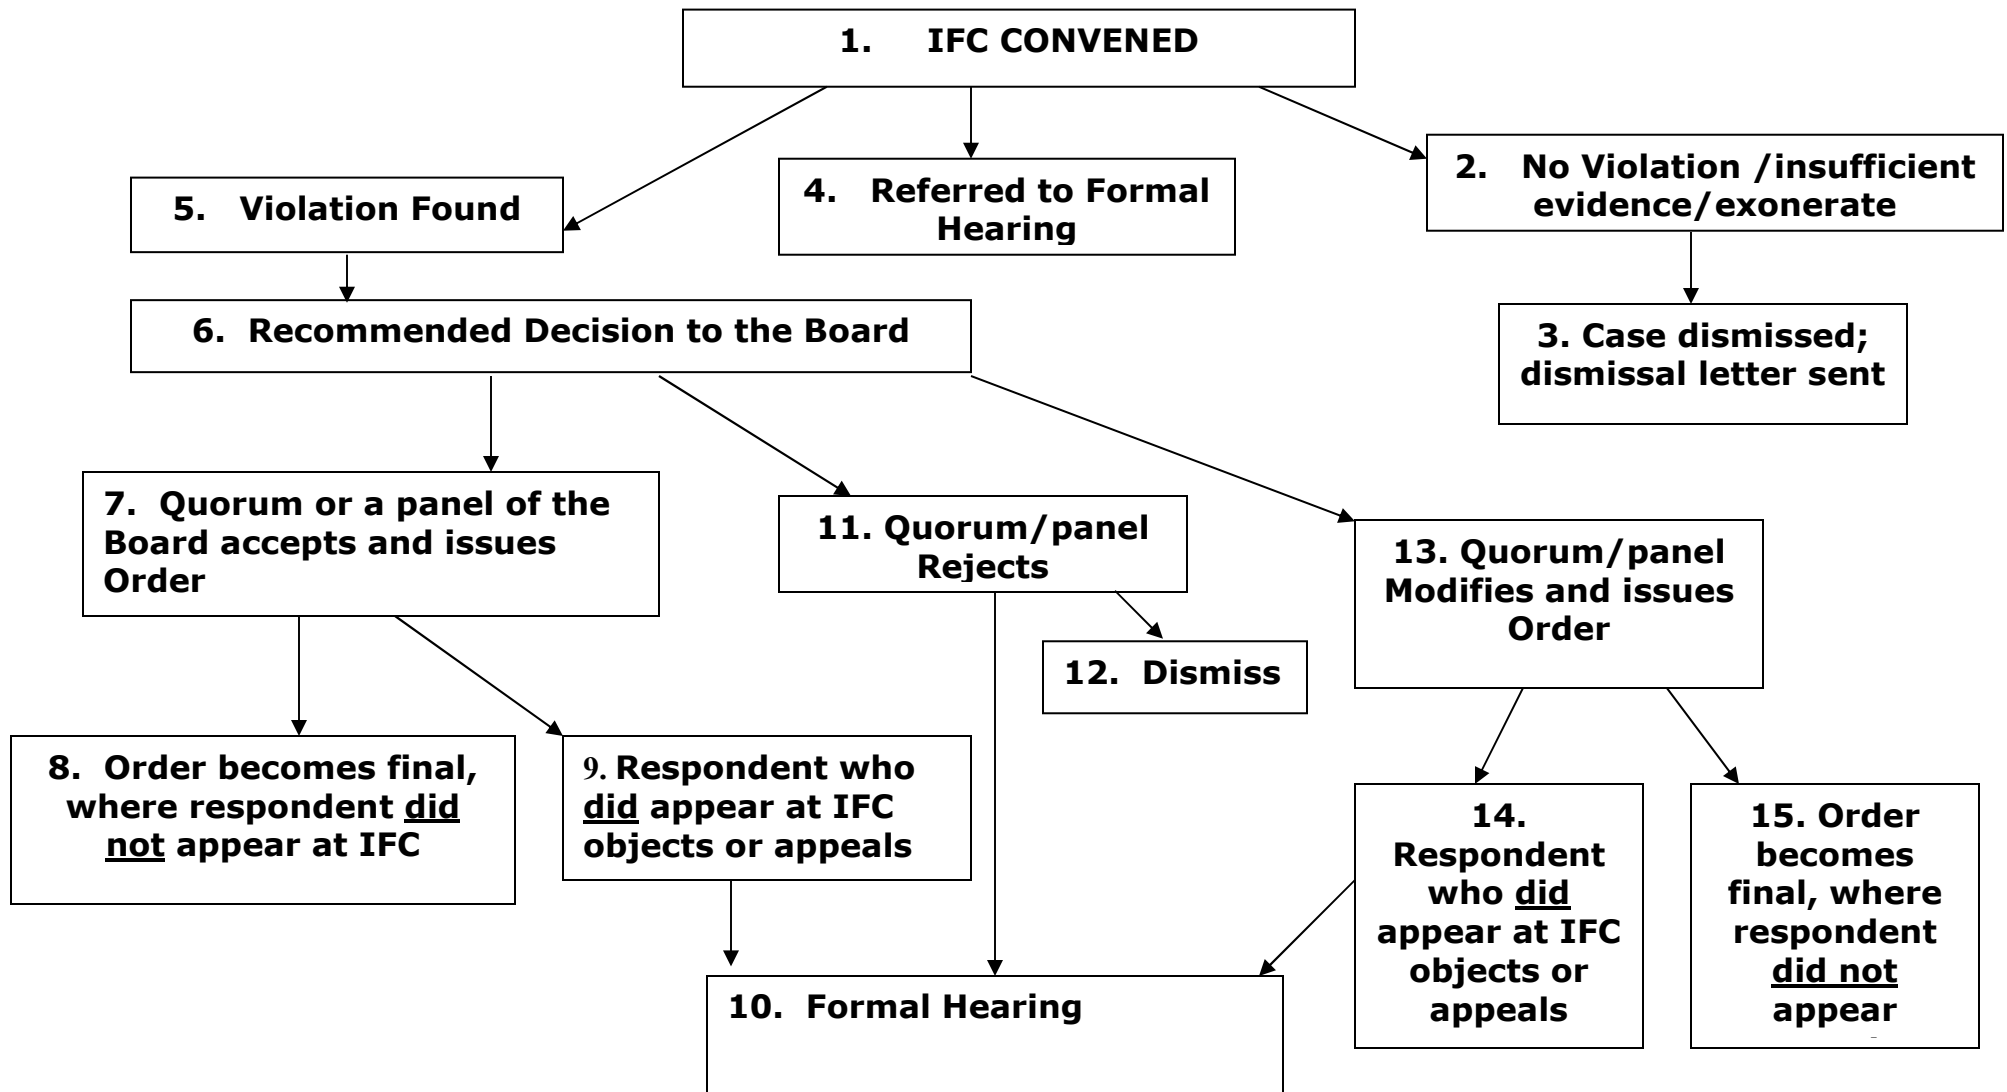 1. IFC CONVENED
2. No Violation /insufficient
evidence/exonerate
3. Case dismissed;
dismissal letter sent
4. Referred to Formal
Hearing
5. Violation Found
6. Recommended Decision to the Board
7. Quorum or a panel of the
Board accepts and issues
Order
8. Order becomes final,
where respondent did
not appear at IFC
9. Respondent who
did appear at IFC
objects or appeals
10. Formal Hearing
11. Quorum/panel
Rejects
12. Dismiss
13. Quorum/panel
Modifies and issues
Order
14.
Respondent
who did
appear at IFC
objects or
appeals
15. Order
becomes
final, where
respondent
did not
appear